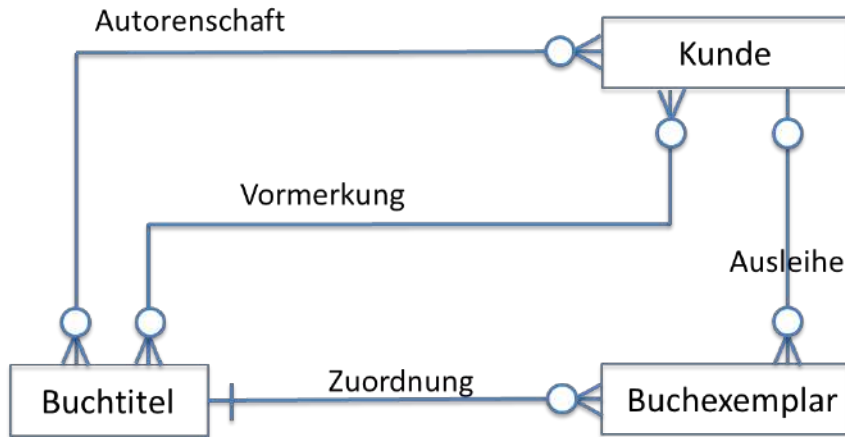 Autorenschaft
Kunde
Vormerkung
Ausleihe
Zuordnung
Buchtitel
Buchexemplar